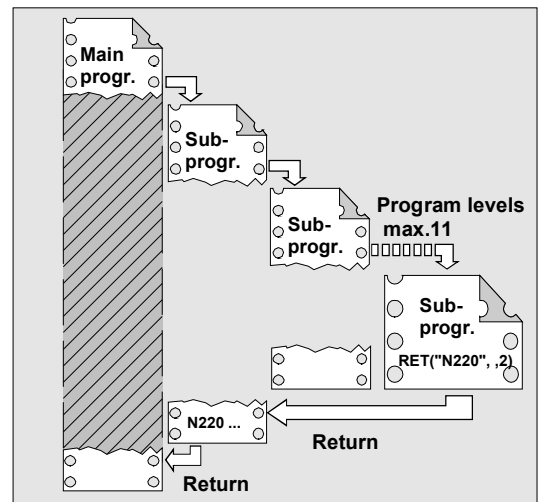 Main
progr.
Sub-
progr.
Sub-
progr.
Program levels
max.11
Sub-
progr.
RET("N220", ,2)
N220 ...
Return
Return